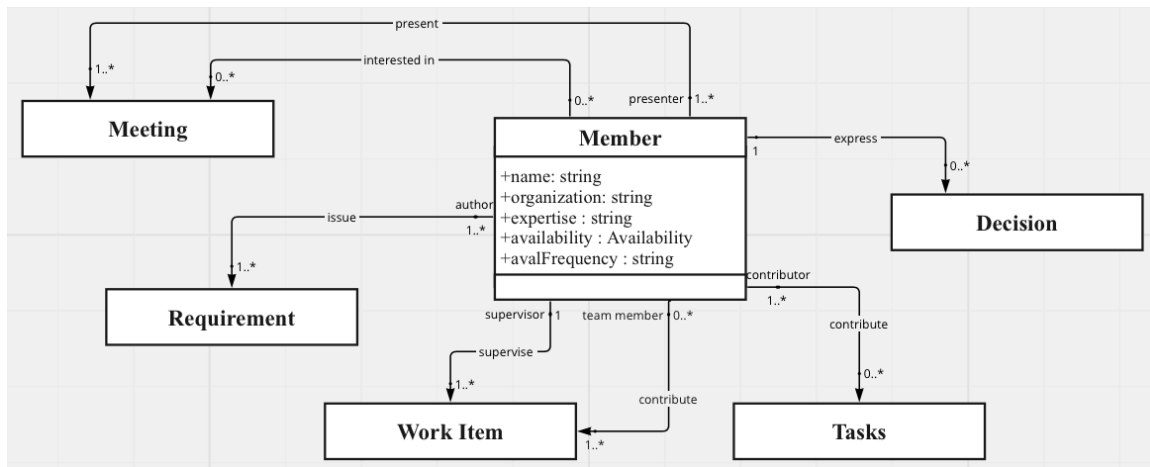 present
interested in
1..*
0..*
0..*
presenter
1..*
Meeting
Member
express
1
0..*
+name: string
+organization: string
+expertise : string
+availability : Availability
+avalFrequency : string
author
issue
1..*
Decision
1..*
Requirement
contributor
1..*
supervisor
1
team member
0..*
contribute
supervise
1..*
0..*
contribute
Work Item
1..*
Tasks